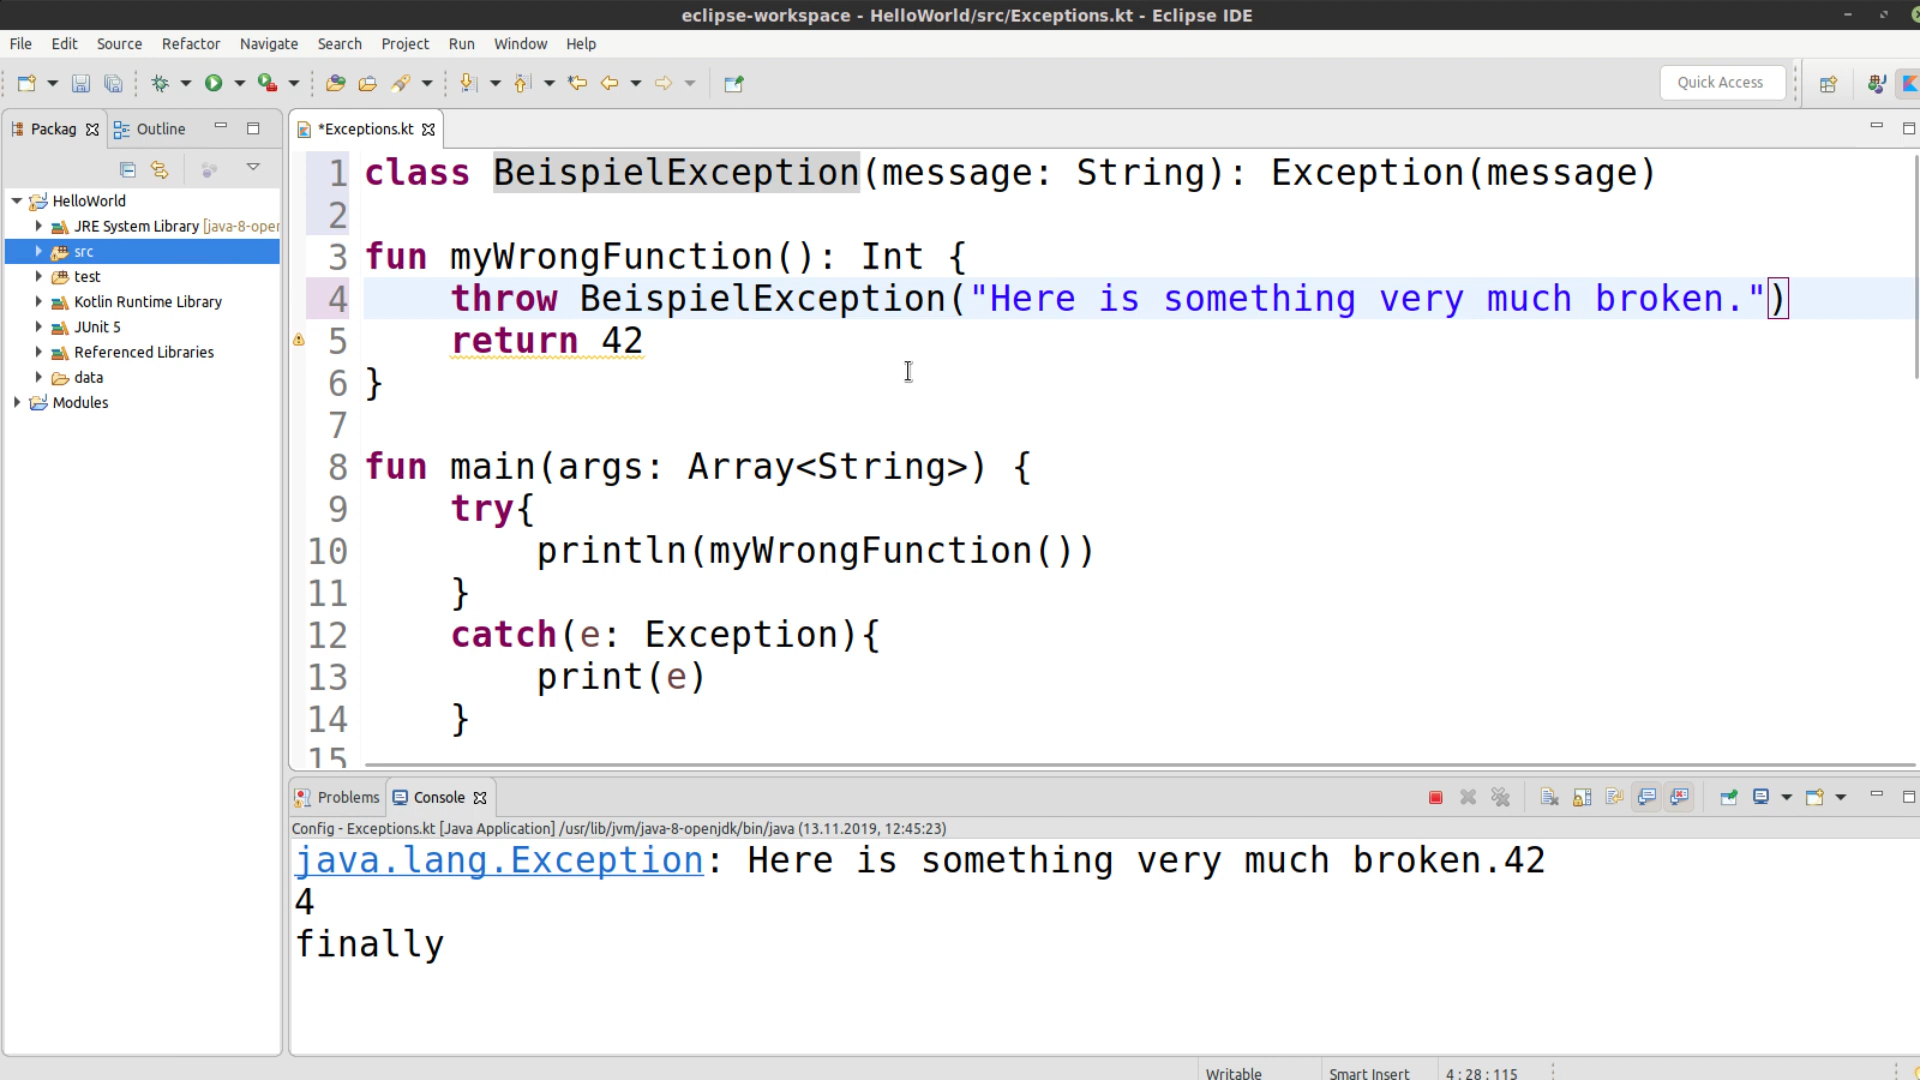 eclipse-workspace - HelloWorld/src/Exceptions.kt - Eclipse IDE
File Edit Source Refactor Navigate Search Project Run Window Help
Quick Access
Packag Outline
*Exceptions.kt
HelloWorld
JRE System Library [java-8-oper
src
test
Kotlin Runtime Library
JUnit 5
Referenced Libraries
data
Modules
1 class BeispielException(message: String): Exception(message)
2
3 fun myWrongFunction(): Int {
4 throw BeispielException("Here is something very much broken.")
5 return 42
6 }
7
8 fun main(args: Array<String>) {
9 try{
10 println(myWrongFunction())
11 }
12 catch(e: Exception){
13 print(e)
14 }
15
Problems Console
Config - Exceptions.kt [Java Application] /usr/lib/jvm/java-8-openjdk/bin/java (13.11.2019, 12:45:23)
java.lang.Exception: Here is something very much broken.42
4
finally
Writable Smart Insert 4 : 28 : 115